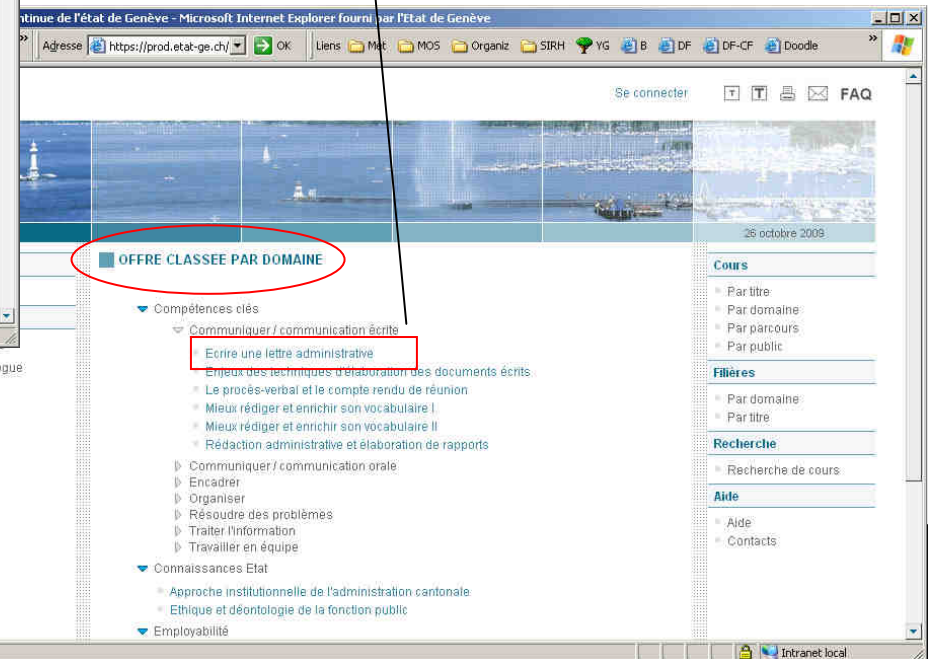 tinue de l'état de Genève - Microsoft Internet Explorer fourni par l'Etat de Genève
» Adresse https://prod.etat-ge.ch/ OK Liens Met MOS Organiz SIRH YG B DF DF-CF Doodle »
Se connecter T T FAQ
26 octobre 2009
OFFRE CLASSEE PAR DOMAINE
Compétences clés
Communiquer / communication écrite
Ecrire une lettre administrative
Enjeux des techniques d'élaboration des documents écrits
Le procès-verbal et le compte rendu de réunion
Mieux rédiger et enrichir son vocabulaire I
Mieux rédiger et enrichir son vocabulaire II
Rédaction administrative et élaboration de rapports
Communiquer / communication orale
Encadrer
Organiser
Résoudre des problèmes
Traiter l'information
Travailler en équipe
Connaissances Etat
Approche institutionnelle de l'administration cantonale
Ethique et déontologie de la fonction public
Employabilité
Cours
Par titre
Par domaine
Par parcours
Par public
Filières
Par domaine
Par titre
Recherche
Recherche de cours
Aide
Aide
Contacts
gue
Intranet local